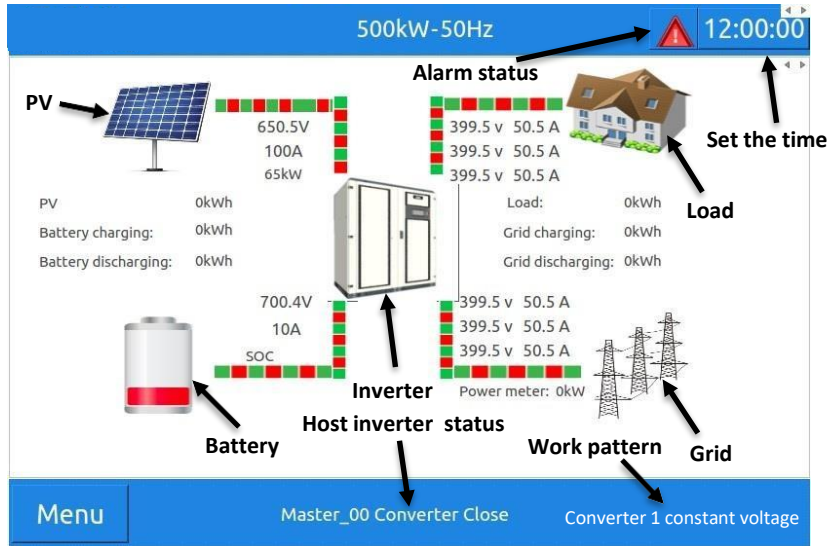 500kW-50Hz
12:00:00
Alarm status
PV
Set the time
650.5V
100A
65kW
399.5 v 50.5 A
399.5 v 50.5 A
399.5 v 50.5 A
Load
PV 0kWh
Battery charging: 0kWh
Battery discharging: 0kWh
Load: 0kWh
Grid charging: 0kWh
Grid discharging: 0kWh
700.4V
10A
SOC
399.5 v 50.5 A
399.5 v 50.5 A
399.5 v 50.5 A
Power meter: 0kW
Inverter
Host inverter status
Battery
Work pattern
Grid
Menu
Master_00 Converter Close
Converter 1 constant voltage